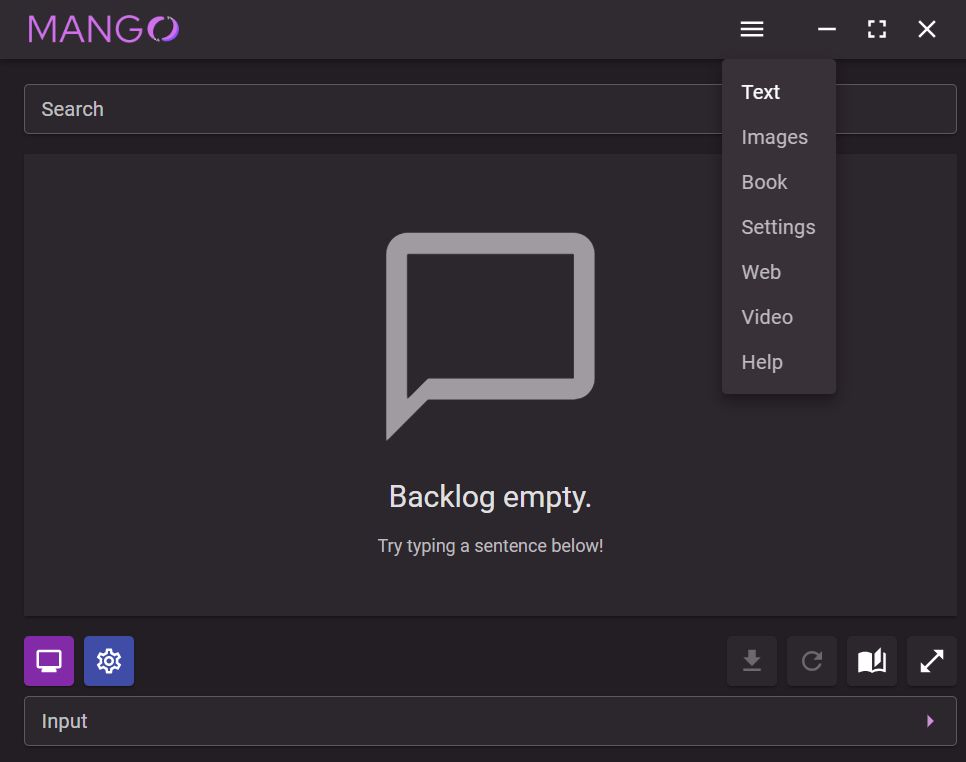 MANGO
Search
Text
Images
Book
Settings
Web
Video
Help
Backlog empty.
Try typing a sentence below!
Input